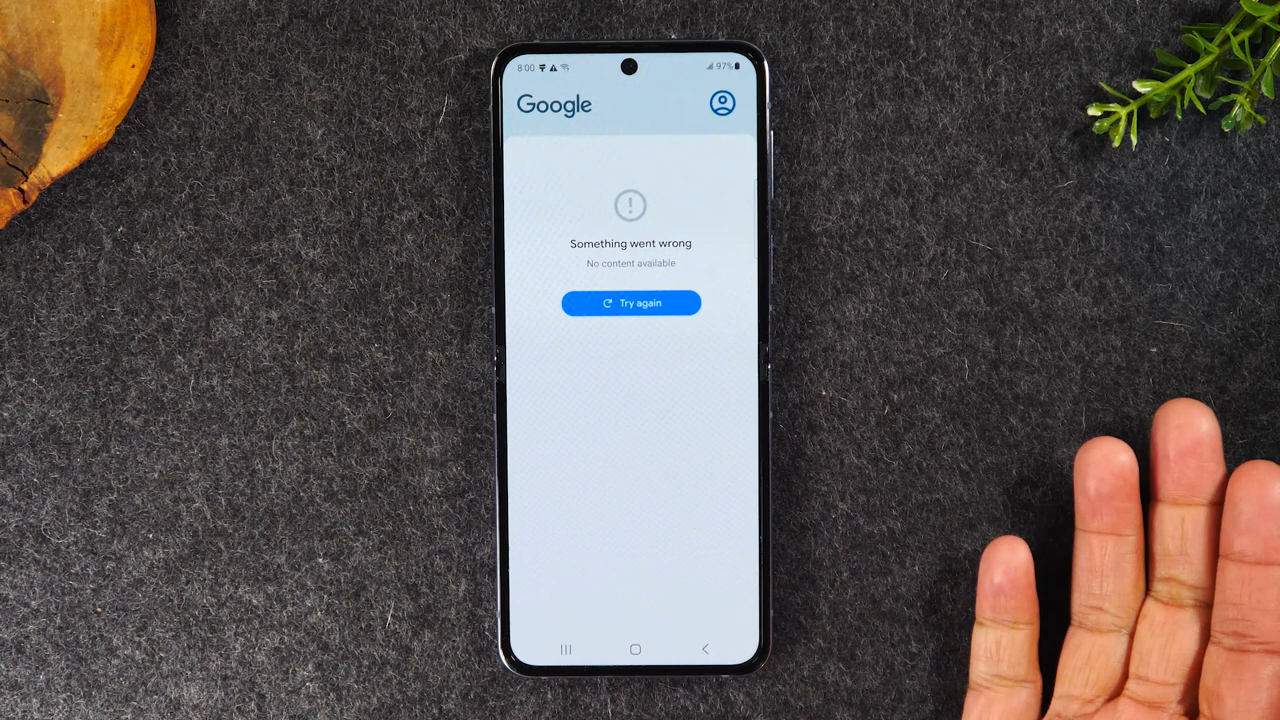 8:00 97%
Google
Something went wrong
No content available
Try again